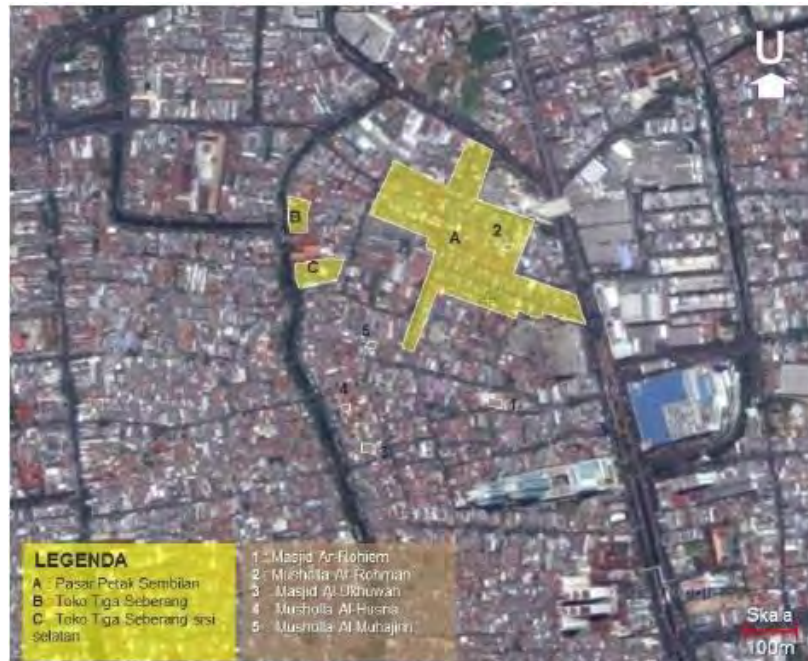 U
B
2
A
C
5
4
1
3
LEGENDA
A : Pasar Petak Sembilan
B : Toko Tiga Seberang
C : Toko Tiga Seberang sisi
selatan
1 : Masjid Ar-Rohiem
2 : Musholla Ar-Rohman
3 : Masjid Al-Ukhuwah
4 : Musholla Al-Husna
5 : Musholla Al-Muhajirin
Skala
100m